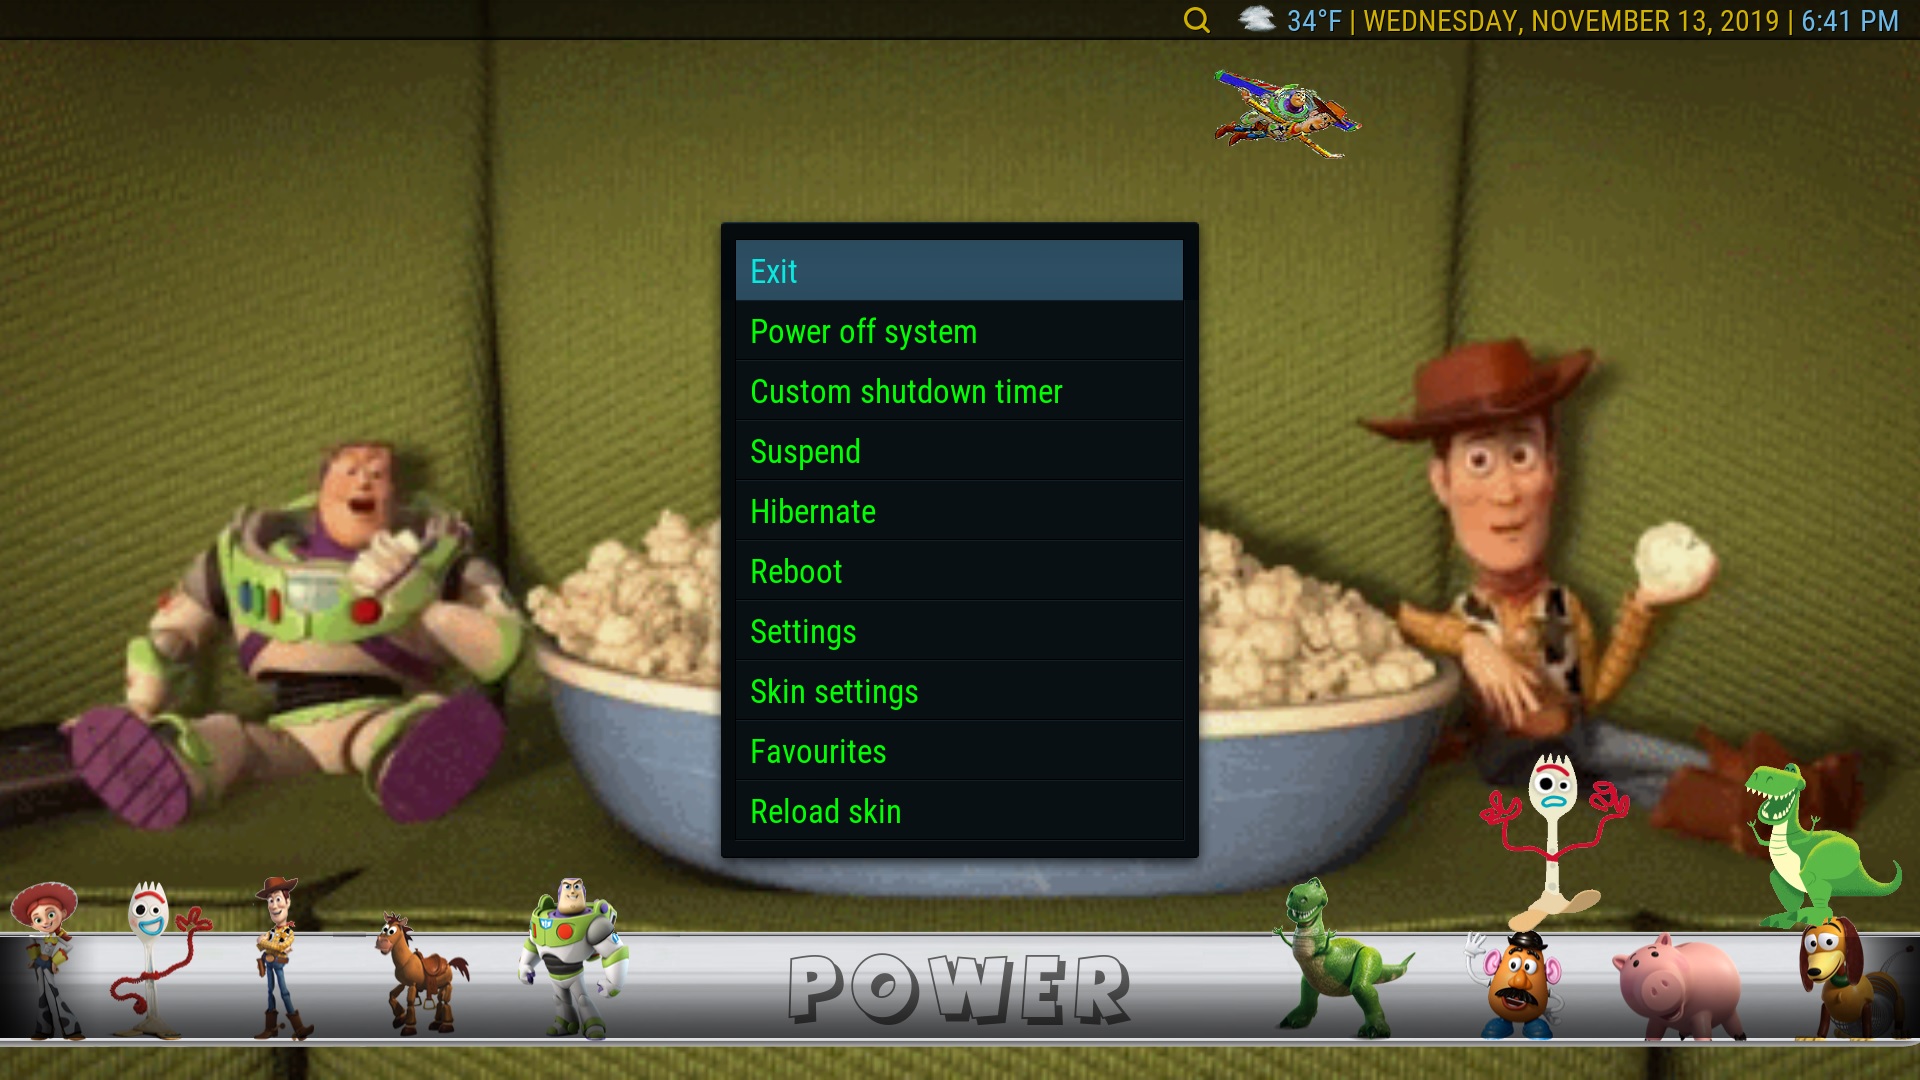 34°F | WEDNESDAY, NOVEMBER 13, 2019 | 6:41 PM
Exit
Power off system
Custom shutdown timer
Suspend
Hibernate
Reboot
Settings
Skin settings
Favourites
Reload skin
POWER